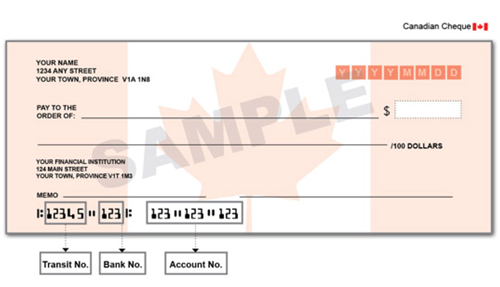 Canadian Cheque
YOUR NAME
1234 ANY STREET
YOUR TOWN, PROVINCE V1A 1N8
YYYYMMDD
PAY TO THE
ORDER OF:
$
SAMPLE
/100 DOLLARS
YOUR FINANCIAL INSTITUTION
124 MAIN STREET
YOUR TOWN, PROVINCE V1T 1M3
MEMO
⑆12345⑈123⑆ 123⑈123⑈123
Transit No. Bank No. Account No.